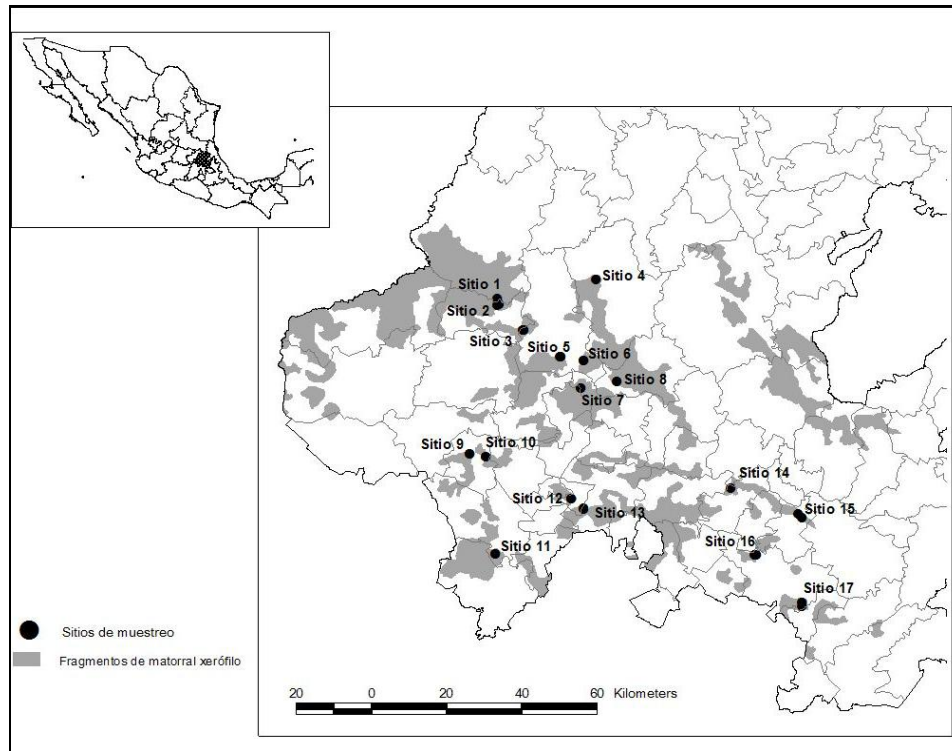 Sitio 4
Sitio 1
Sitio 2
Sitio 3
Sitio 5
Sitio 6
Sitio 8
Sitio 7
Sitio 9
Sitio 10
Sitio 14
Sitio 12
Sitio 15
Sitio 13
Sitio 16
Sitio 11
Sitio 17
Sitios de muestreo
Fragmentos de matorral xerófilo
20 0 20 40 60 Kilometers